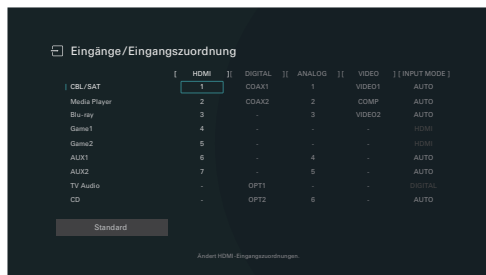 Eingänge/Eingangszuordnung
[ HDMI ][ DIGITAL ][ ANALOG ][ VIDEO ][ INPUT MODE ]
CBL/SAT 1 COAX1 1 VIDEO1 AUTO
Media Player 2 COAX2 2 COMP AUTO
Blu-ray 3 - 3 VIDEO2 AUTO
Game1 4 - - - HDMI
Game2 5 - - - HDMI
AUX1 6 - 4 - AUTO
AUX2 7 - 5 - AUTO
TV Audio - OPT1 - - DIGITAL
CD - OPT2 6 - AUTO
Standard
Ändert HDMI-Eingangszuordnungen.